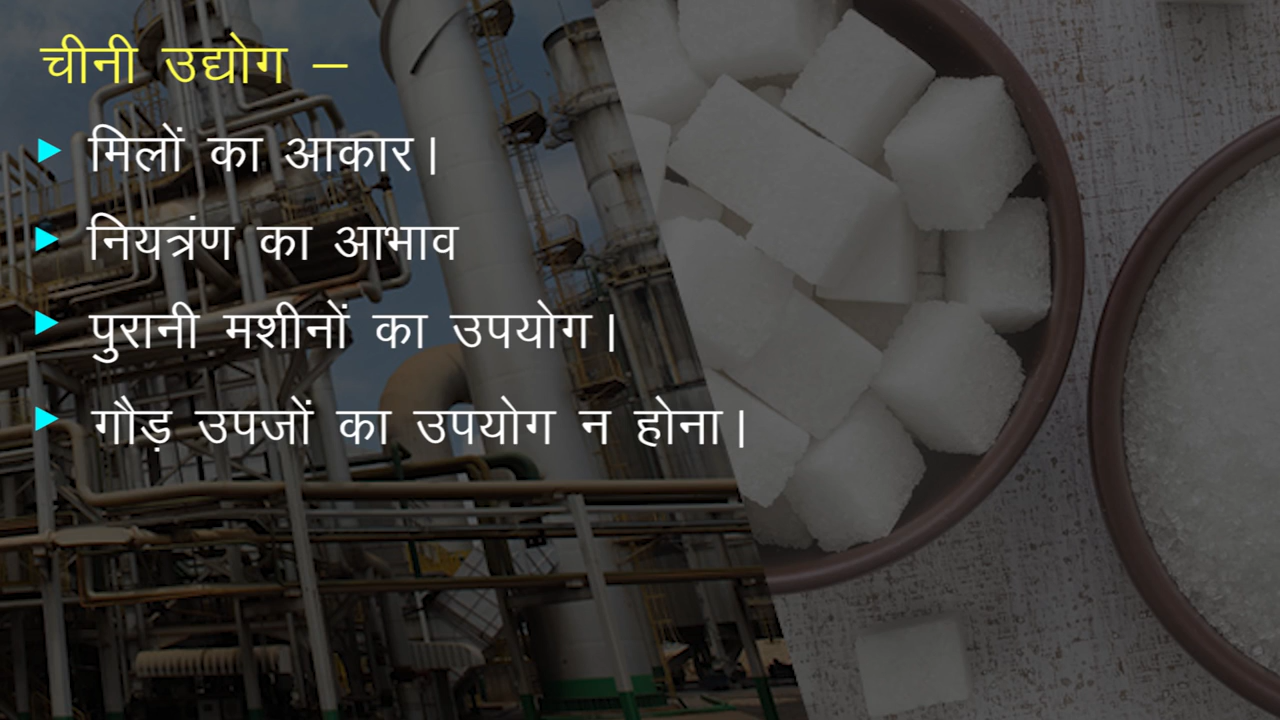 चीनी उद्योग –
▶ मिलों का आकार।
▶ नियत्रंण का आभाव
▶ पुरानी मशीनों का उपयोग।
▶ गौड़ उपजों का उपयोग न होना।